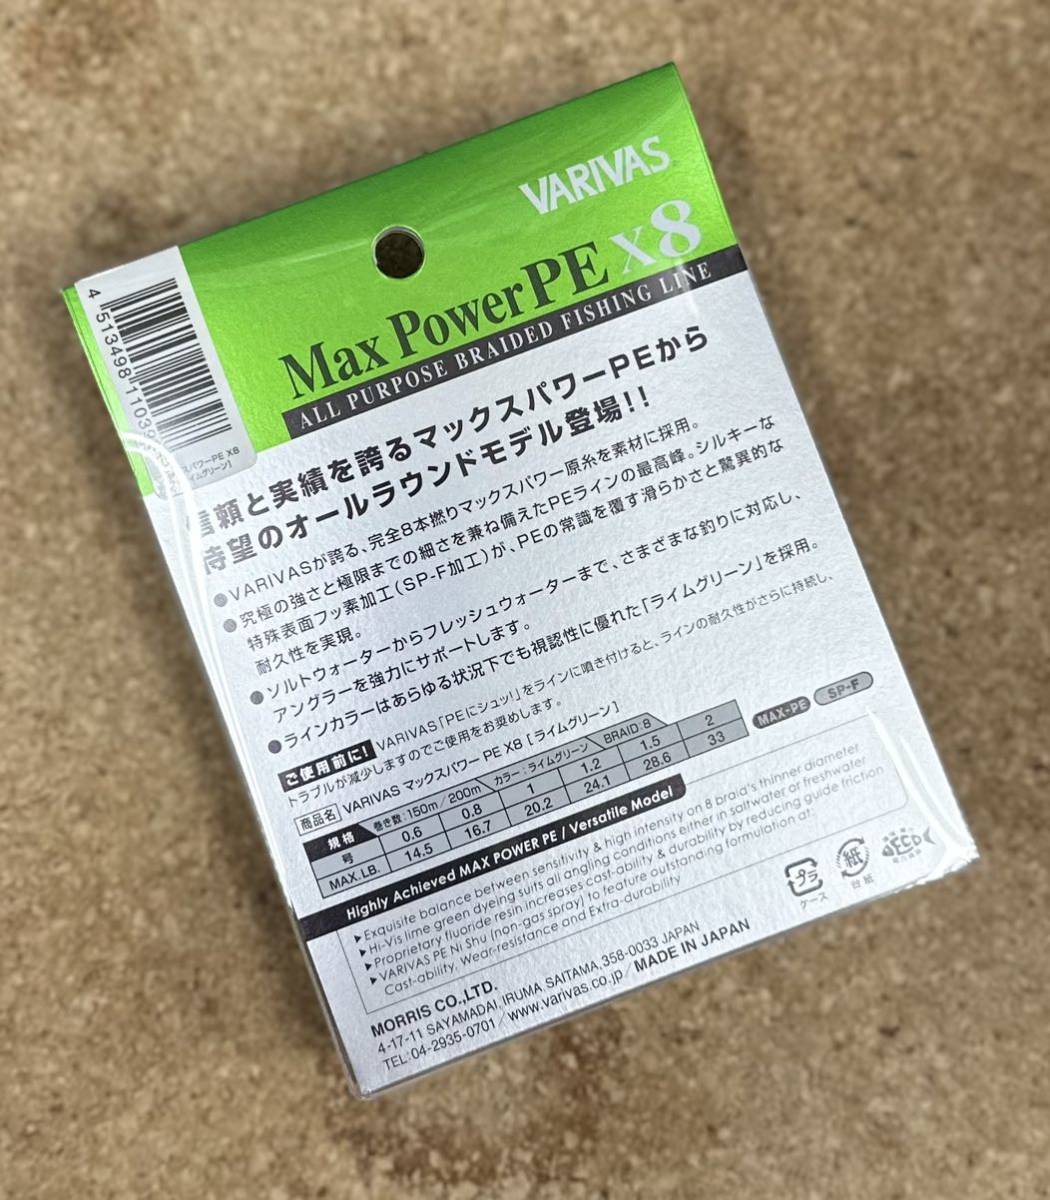 VARIVAS
Max PowerPE X8
ALL PURPOSE BRAIDED FISHING LINE
4 513498 11039
スパワーPE X8
イムグリーン]
信頼と実績を誇るマックスパワーPEから
待望のオールラウンドモデル登場!!
●VARIVASが誇る、完全8本撚りマックスパワー原糸を素材に採用。
●究極の強さと極限までの細さを兼ね備えたPEラインの最高峰。シルキーな
特殊表面フッ素加工(SP-F加工)が、PEの常識を覆す滑らかさと驚異的な
耐久性を実現。
●ソルトウォーターからフレッシュウォーターまで、さまざまな釣りに対応し、
アングラーを強力にサポートします。
●ラインカラーはあらゆる状況下でも視認性に優れた「ライムグリーン」を採用。
ご使用前に! VARIVAS「PEにシュッ!」をラインに噴き付けると、ラインの耐久性がさらに持続し、
トラブルが減少しますのでご使用をお奨めします。
商品名 VARIVAS マックスパワー PE X8 [ライムグリーン]
規格 巻き数:150m/200m カラー:ライムグリーン BRAID:8
号 0.6 0.8 1 1.2 1.5 2
MAX.LB. 14.5 16.7 20.2 24.1 28.6 33
MAX-PE SP-F
Highly Achieved MAX POWER PE / Versatile Model
▶Exquisite balance between sensitivity & high intensity on 8 braid's thinner diameter
▶Hi-Vis lime green dyeing suits all angling conditions either in saltwater or freshwater
▶Proprietary fluoride resin increases cast-ability & durability by reducing guide friction
▶VARIVAS PE Ni Shu (non-gas spray) to feature outstanding formulation at
Cast-ability, Wear-resistance and Extra-durability
プラ
ケース
紙
台紙
MORRIS CO.,LTD.
4-17-11 SAYAMADAI, IRUMA, SAITAMA, 358-0033 JAPAN
TEL:04-2935-0701 / www.varivas.co.jp / MADE IN JAPAN